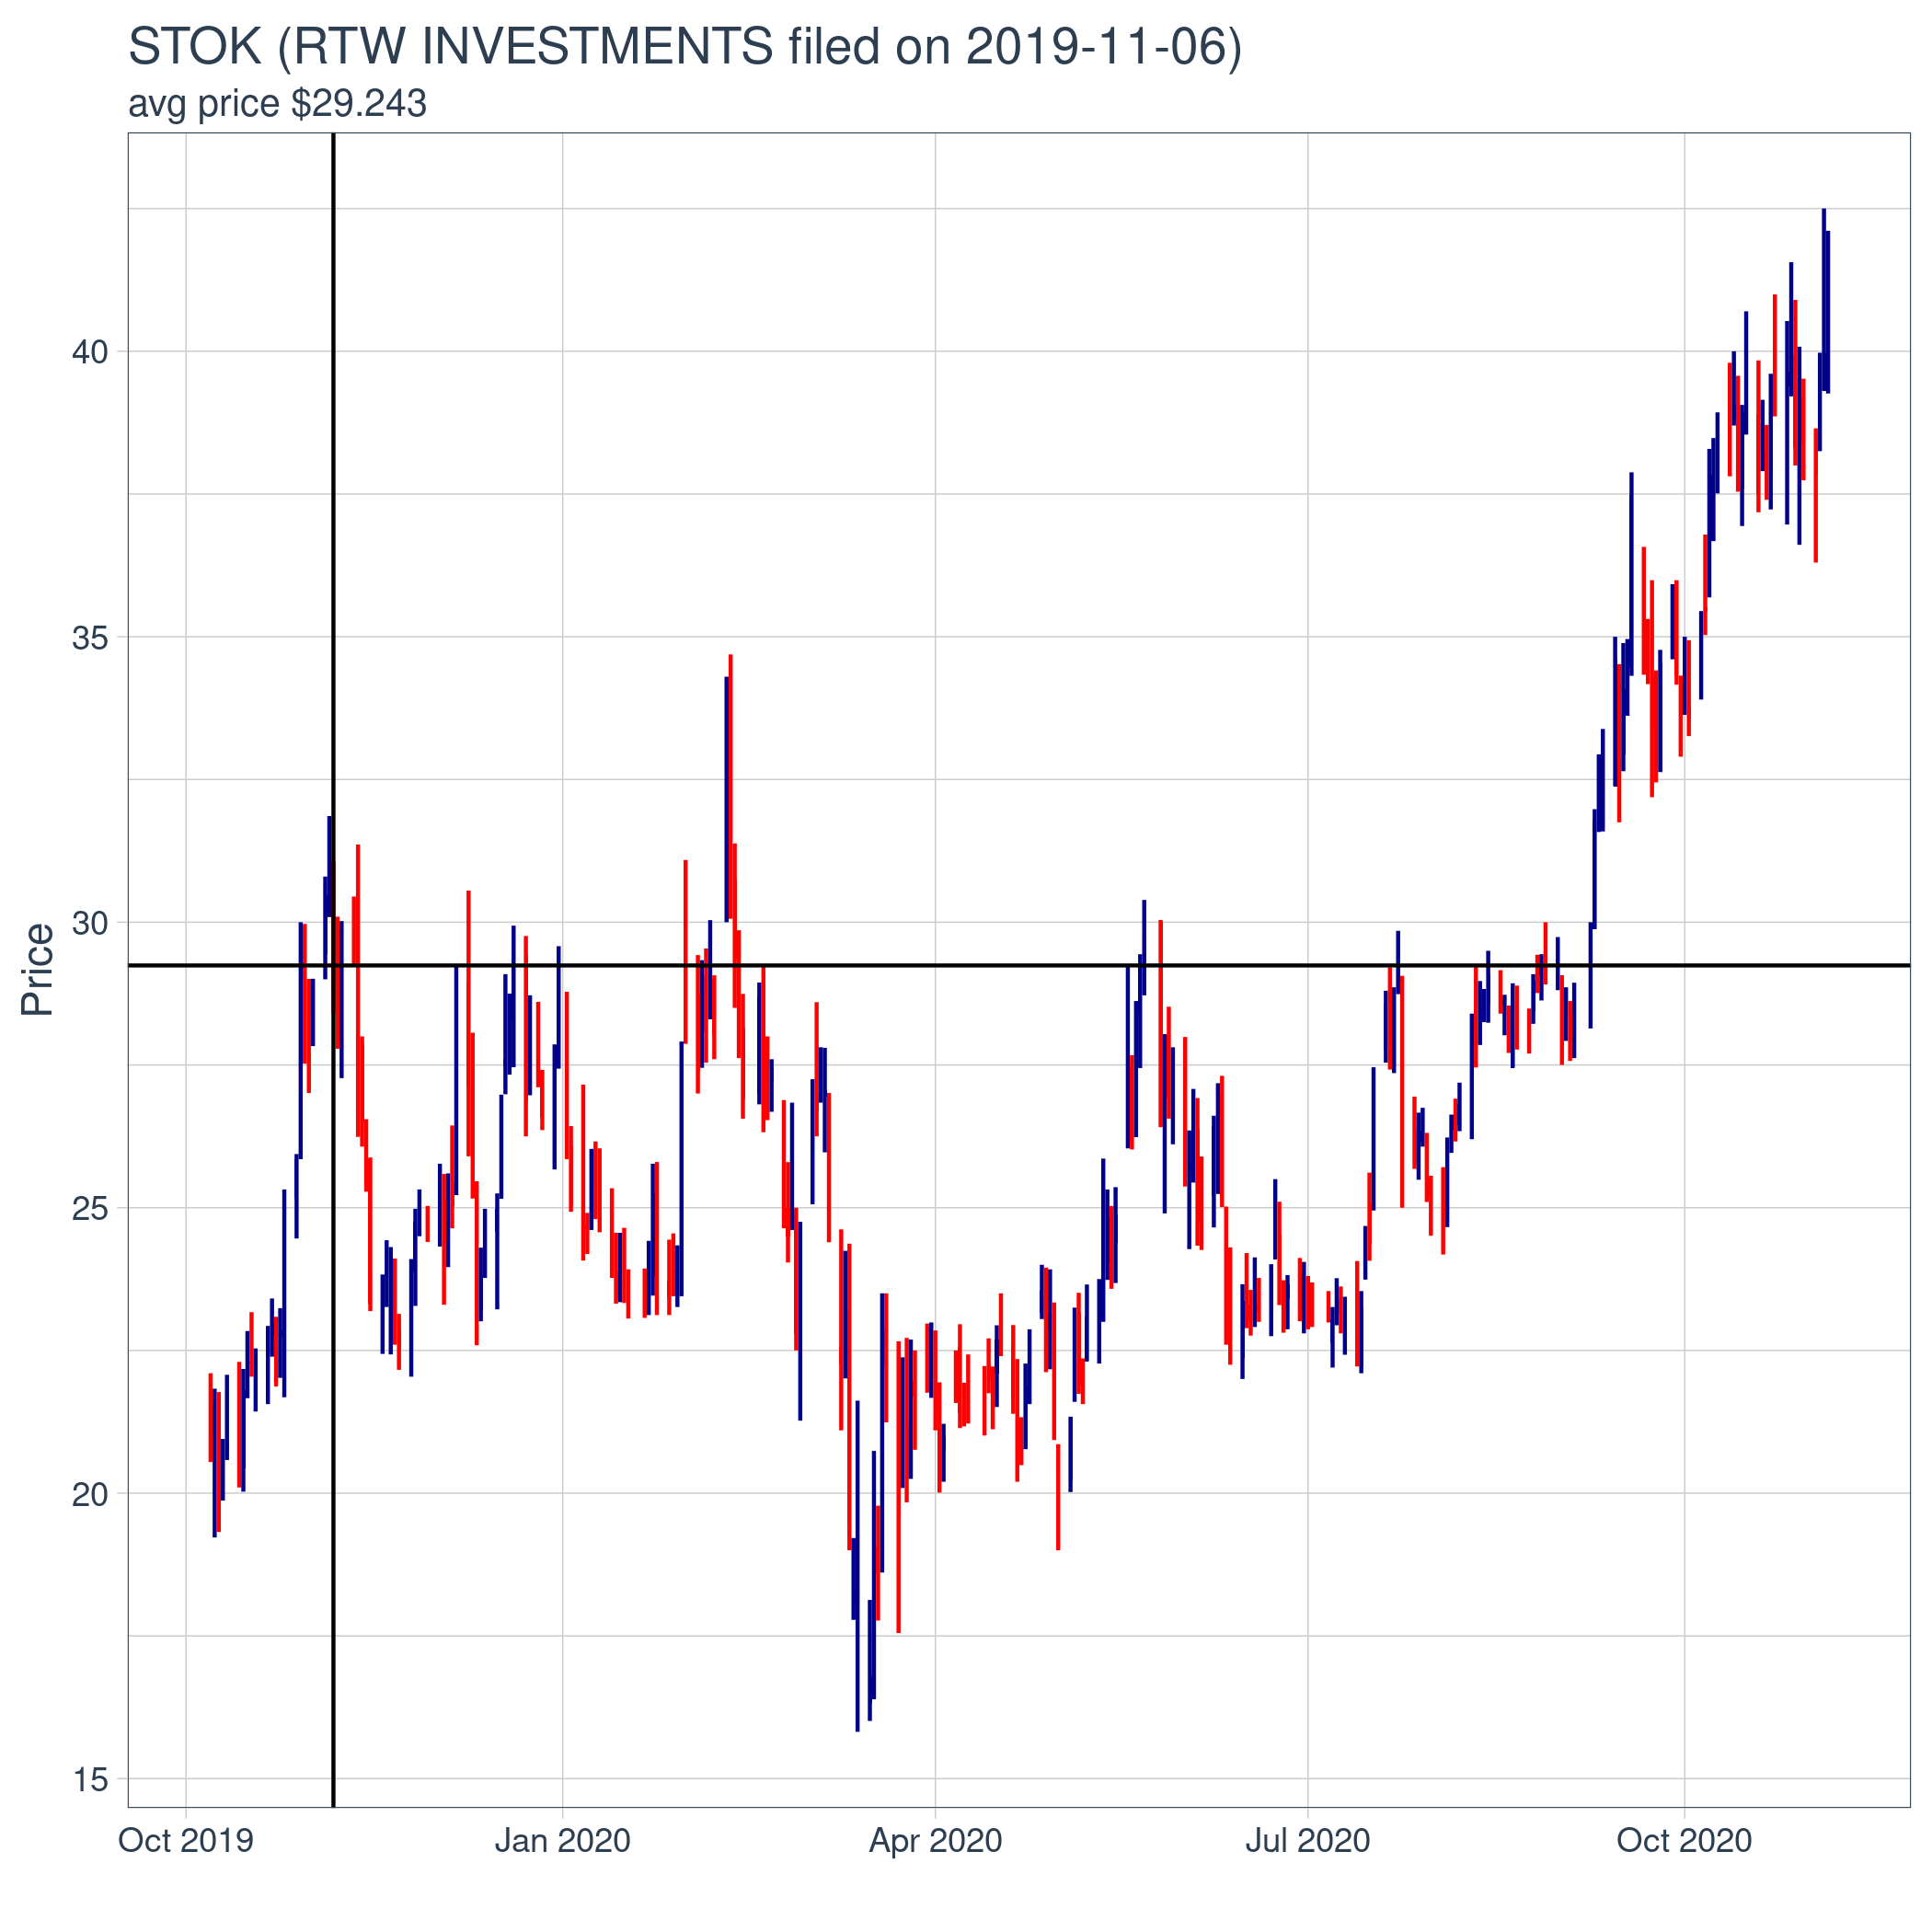 STOK (RTW INVESTMENTS filed on 2019-11-06)
avg price $29.243
Price
40
35
30
25
20
15
Oct 2019
Jan 2020
Apr 2020
Jul 2020
Oct 2020